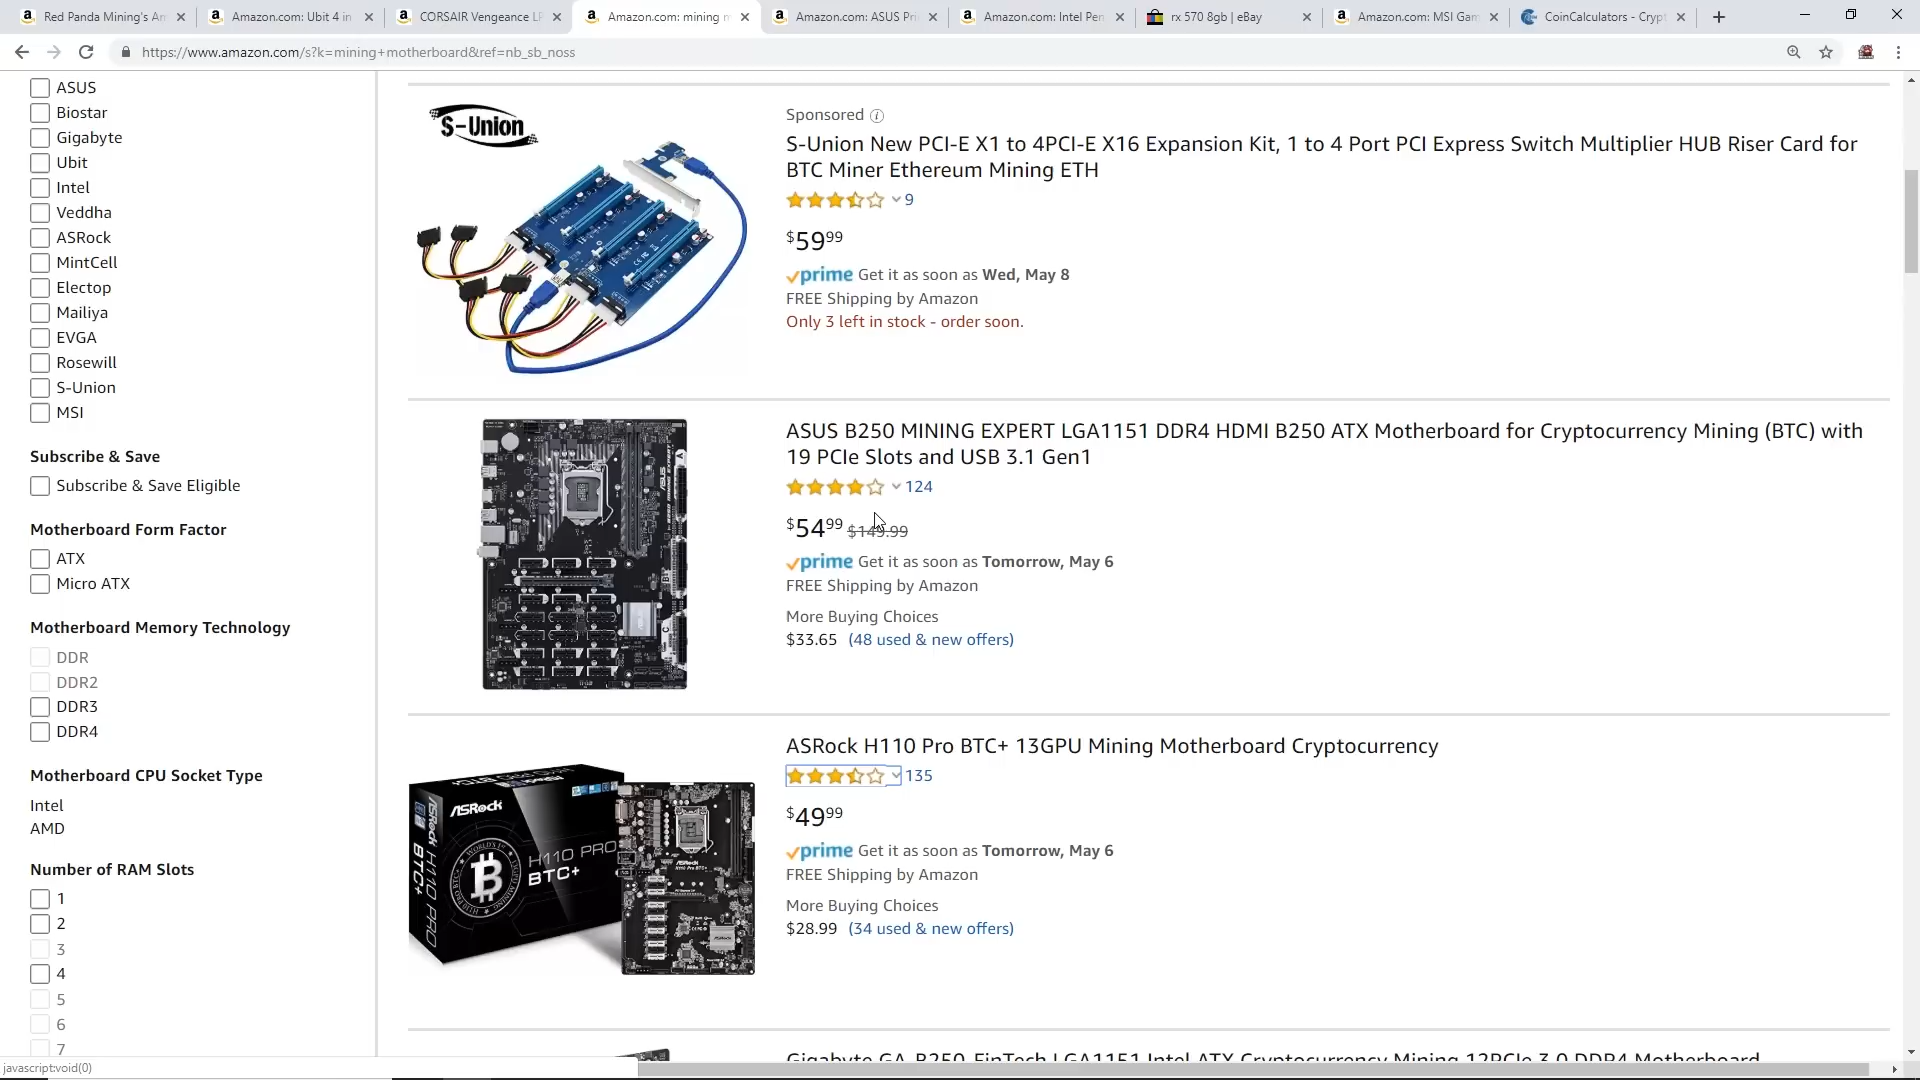 Red Panda Mining's Am
Amazon.com: Ubit 4 in
CORSAIR Vengeance LP
Amazon.com: mining m
Amazon.com: ASUS Pri
Amazon.com: Intel Pen
rx 570 8gb | eBay
Amazon.com: MSI Gam
CoinCalculators - Crypt
https://www.amazon.com/s?k=mining+motherboard&ref=nb_sb_noss
ASUS
Biostar
Gigabyte
Ubit
Intel
Veddha
ASRock
MintCell
Electop
Mailiya
EVGA
Rosewill
S-Union
MSI
Subscribe & Save
Subscribe & Save Eligible
Motherboard Form Factor
ATX
Micro ATX
Motherboard Memory Technology
DDR
DDR2
DDR3
DDR4
Motherboard CPU Socket Type
Intel
AMD
Number of RAM Slots
1
2
3
4
5
6
7
S-Union
Sponsored
S-Union New PCI-E X1 to 4PCI-E X16 Expansion Kit, 1 to 4 Port PCI Express Switch Multiplier HUB Riser Card for
BTC Miner Ethereum Mining ETH
9
$59.99
prime Get it as soon as Wed, May 8
FREE Shipping by Amazon
Only 3 left in stock - order soon.
ASUS B250 MINING EXPERT LGA1151 DDR4 HDMI B250 ATX Motherboard for Cryptocurrency Mining (BTC) with
19 PCIe Slots and USB 3.1 Gen1
124
$54.99 $149.99
prime Get it as soon as Tomorrow, May 6
FREE Shipping by Amazon
More Buying Choices
$33.65 (48 used & new offers)
ASRock
H110 PRO
BTC+
ASRock H110 Pro BTC+ 13GPU Mining Motherboard Cryptocurrency
135
$49.99
prime Get it as soon as Tomorrow, May 6
FREE Shipping by Amazon
More Buying Choices
$28.99 (34 used & new offers)
Gigabyte GA-B250-FinTech LGA1151 Intel ATX Cryptocurrency Mining 12PCIe 3.0 DDR4 Motherboard
javascript:void(0)